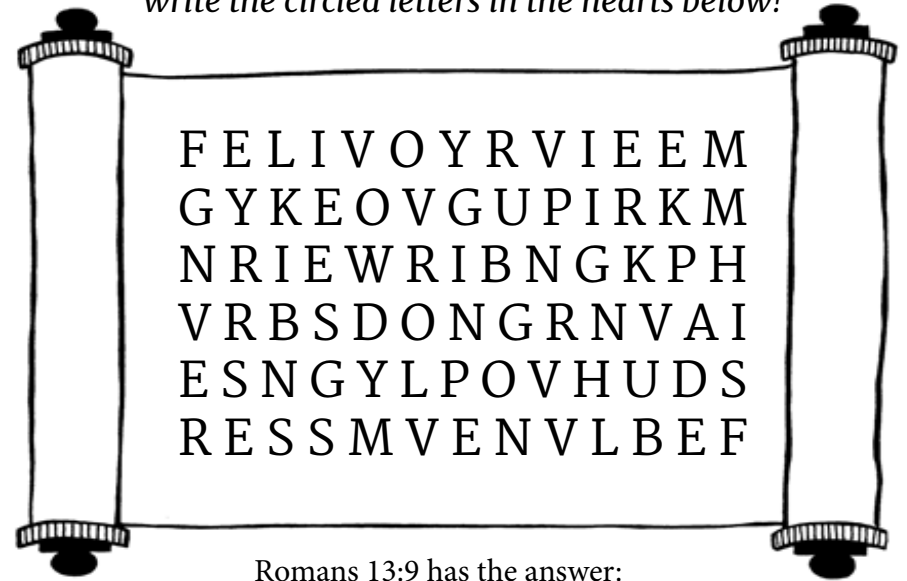 write the circled letters in the hearts below!
F E L I V O Y R V I E E M
G Y K E O V G U P I R K M
N R I E W R I B N G K P H
V R B S D O N G R N V A I
E S N G Y L P O V H U D S
R E S S M V E N V L B E F
Romans 13:9 has the answer: